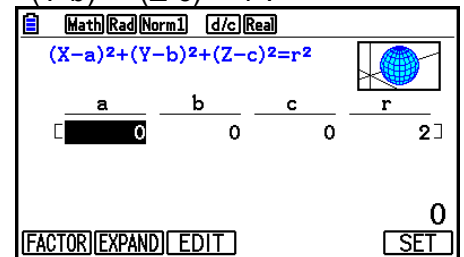 Math Rad Norm1 d/c Real
(X-a)²+(Y-b)²+(Z-c)²=r²
a b c r
[ 0 0 0 2 ]
0
FACTOR EXPAND EDIT SET